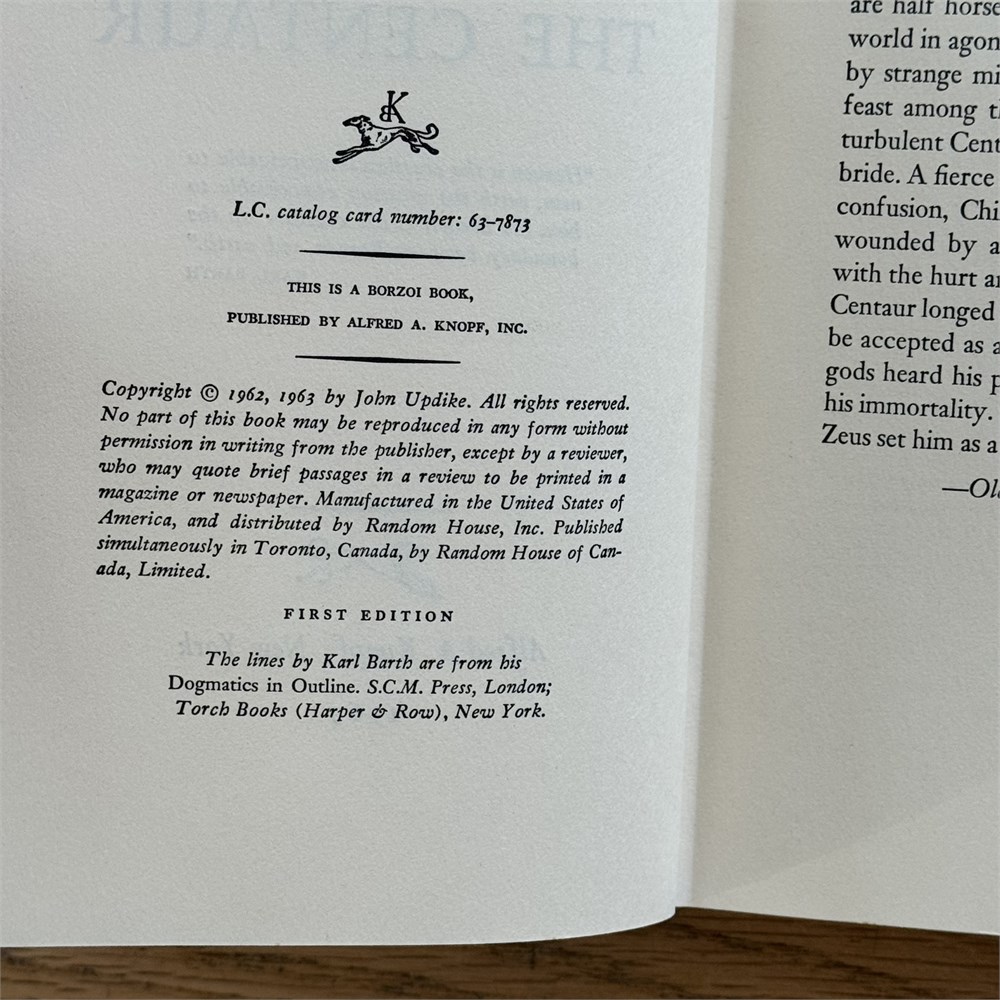 THE CENTAUR
K
L.C. catalog card number: 63-7873
THIS IS A BORZOI BOOK,
PUBLISHED BY ALFRED A. KNOPF, INC.
Copyright © 1962, 1963 by John Updike. All rights reserved.
No part of this book may be reproduced in any form without
permission in writing from the publisher, except by a reviewer,
who may quote brief passages in a review to be printed in a
magazine or newspaper. Manufactured in the United States of
America, and distributed by Random House, Inc. Published
simultaneously in Toronto, Canada, by Random House of Can-
ada, Limited.
FIRST EDITION
The lines by Karl Barth are from his
Dogmatics in Outline. S.C.M. Press, London;
Torch Books (Harper & Row), New York.
are half horse
world in agon
by strange mi
feast among t
turbulent Cent
bride. A fierce
confusion, Chi
wounded by a
with the hurt a
Centaur longed
be accepted as a
gods heard his p
his immortality.
Zeus set him as a
—Ol